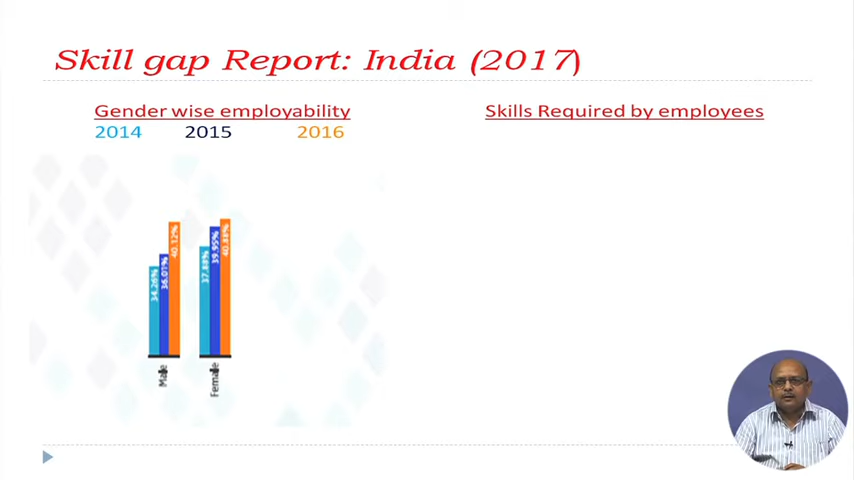 Skill gap Report: India (2017)
Gender wise employability
2014 2015 2016
Skills Required by employees
34.26%
36.01%
40.12%
37.88%
39.95%
40.88%
Male
Female